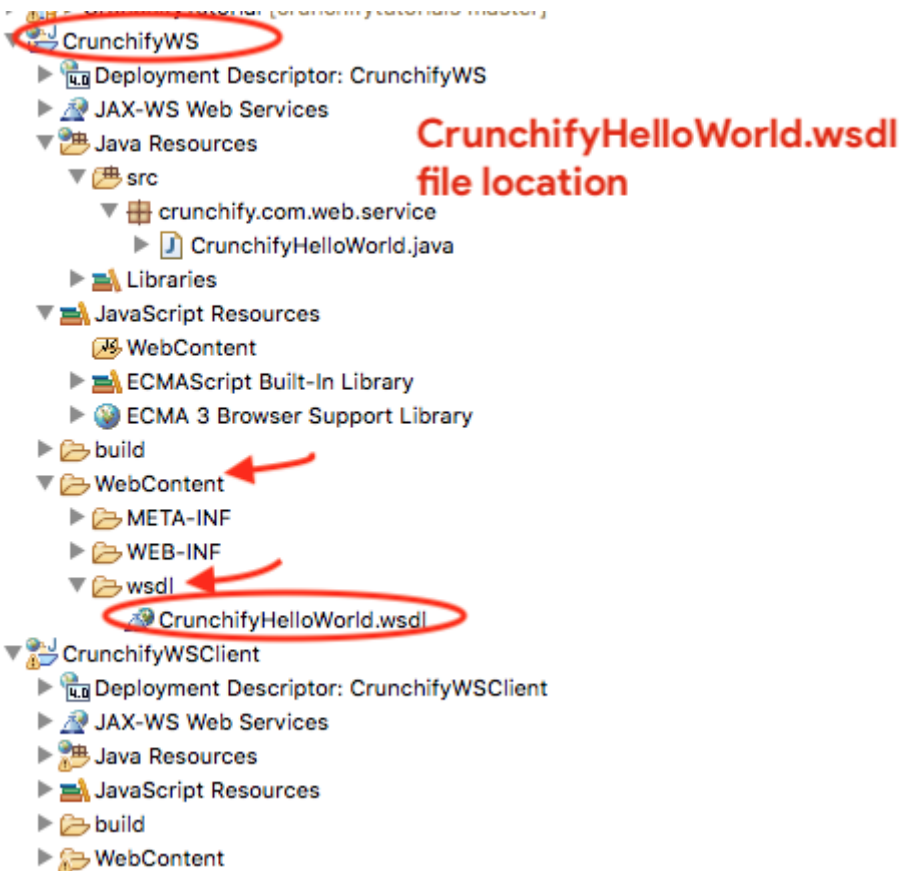 CrunchifyTutorial [crunchifytutorials master]
CrunchifyWS
Deployment Descriptor: CrunchifyWS
JAX-WS Web Services
Java Resources
CrunchifyHelloWorld.wsdl
file location
src
crunchify.com.web.service
CrunchifyHelloWorld.java
Libraries
JavaScript Resources
WebContent
ECMAScript Built-In Library
ECMA 3 Browser Support Library
build
WebContent
META-INF
WEB-INF
wsdl
CrunchifyHelloWorld.wsdl
CrunchifyWSClient
Deployment Descriptor: CrunchifyWSClient
JAX-WS Web Services
Java Resources
JavaScript Resources
build
WebContent